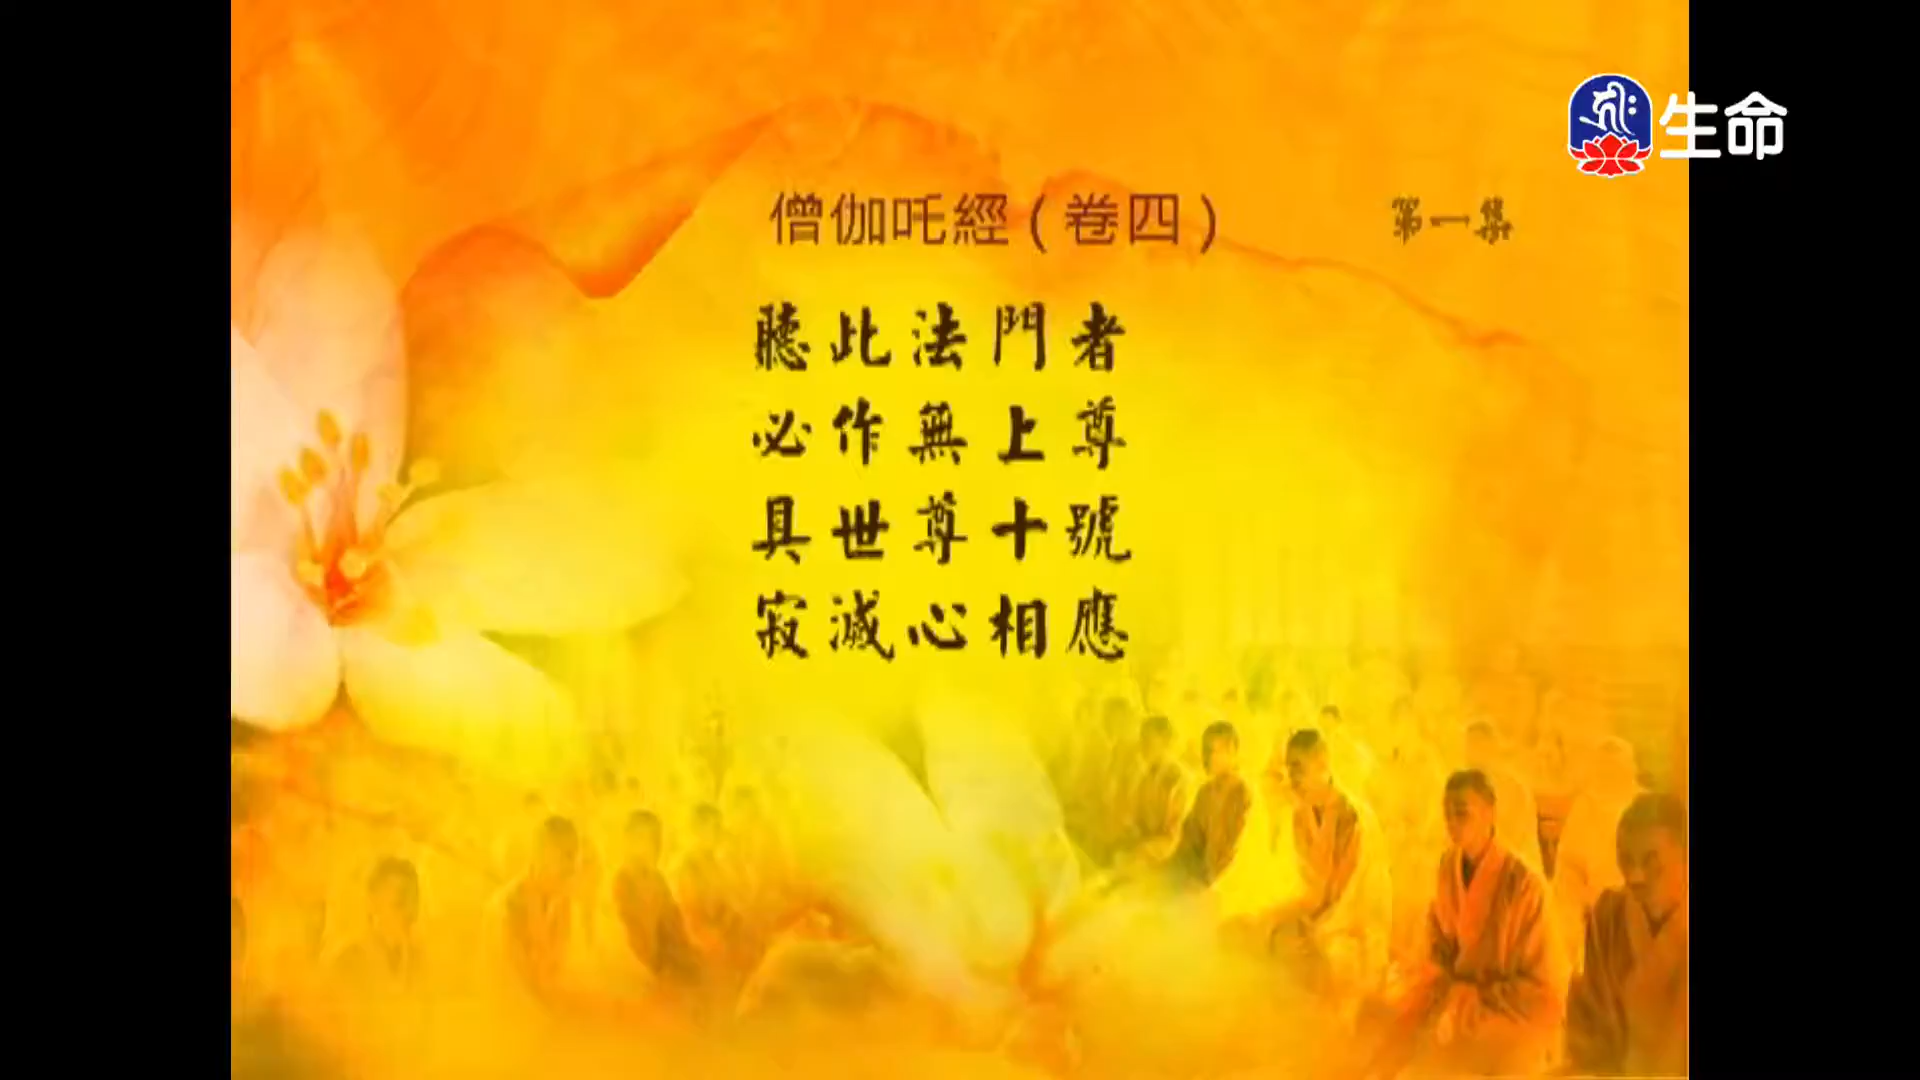 生命
僧伽吒經(卷四) 第一集
聽此法門者
必作無上尊
具世尊十號
寂滅心相應